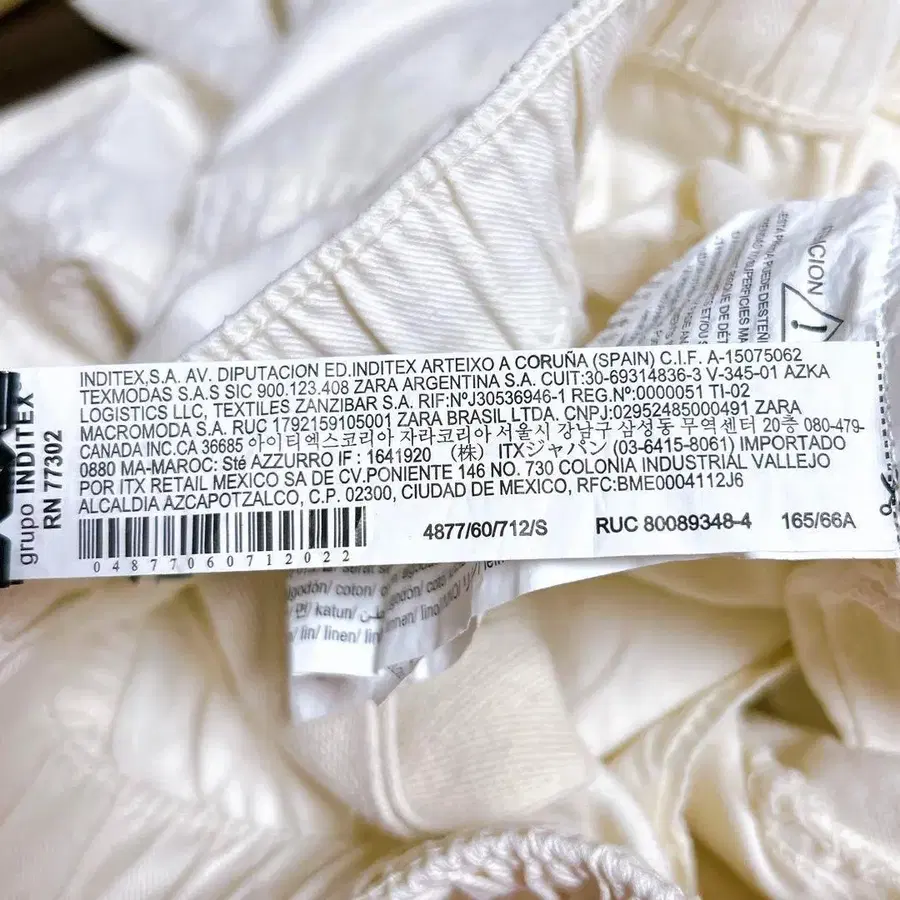 INDITEX,S.A. AV. DIPUTACION ED.INDITEX ARTEIXO A CORUÑA (SPAIN) C.I.F. A-15075062
TEXMODAS S.A.S SIC 900.123.408 ZARA ARGENTINA S.A. CUIT:30-69314836-3 V-345-01 AZKA
LOGISTICS LLC, TEXTILES ZANZIBAR S.A. RIF:NºJ30536946-1 REG.Nº:0000051 TI-02
MACROMODA S.A. RUC 1792159105001 ZARA BRASIL LTDA. CNPJ:02952485000491 ZARA
CANADA INC.CA 36685 아이티엑스코리아 자라코리아 서울시 강남구 삼성동 무역센터 20층 080-479-
0880 MA-MAROC: Sté AZZURRO IF : 1641920 (株) ITXジャパン (03-6415-8061) IMPORTADO
POR ITX RETAIL MEXICO SA DE CV.PONIENTE 146 NO. 730 COLONIA INDUSTRIAL VALLEJO
ALCALDIA AZCAPOTZALCO, C.P. 02300, CIUDAD DE MEXICO, RFC:BME0004112J6
4877/60/712/S RUC 80089348-4 165/66A
04877060712022
grupo INDITEX
RN 77302
algodón/ coton/
면/ katun/
lin/ linen/ lin